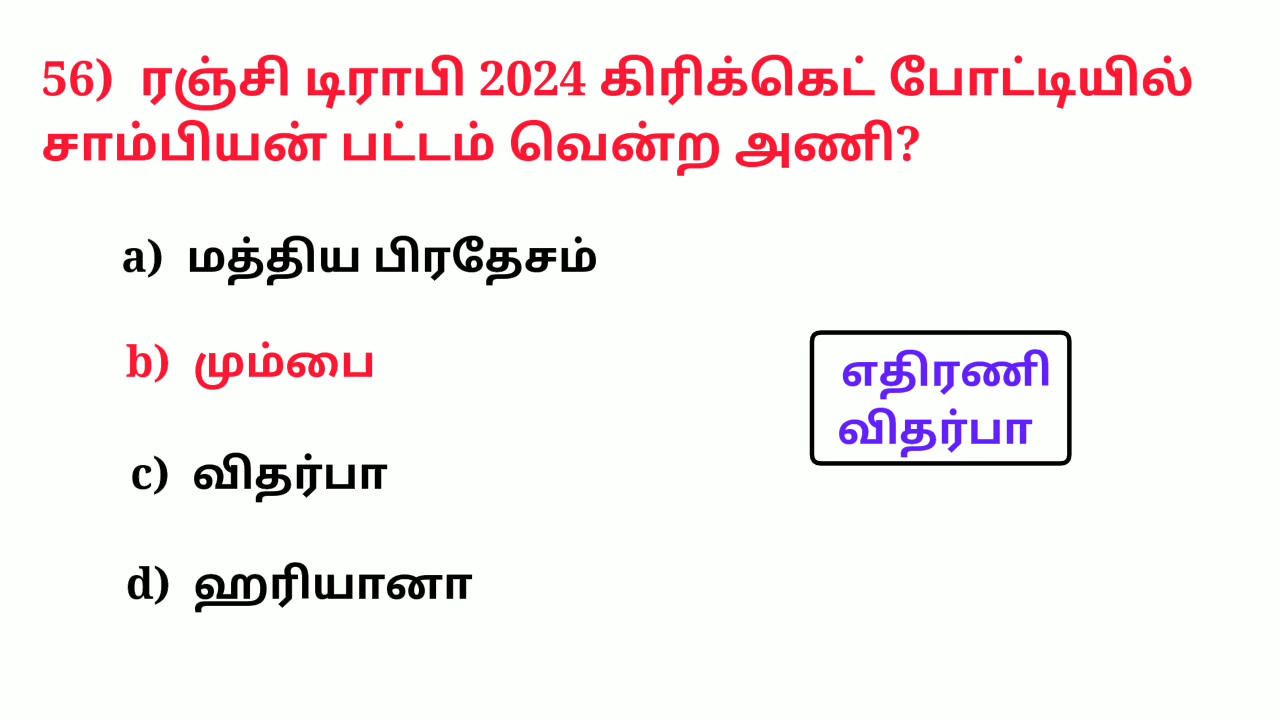 56) ரஞ்சி டிராபி 2024 கிரிக்கெட் போட்டியில்
சாம்பியன் பட்டம் வென்ற அணி?
a) மத்திய பிரதேசம்
b) மும்பை
c) விதர்பா
d) ஹரியானா
எதிரணி
விதர்பா